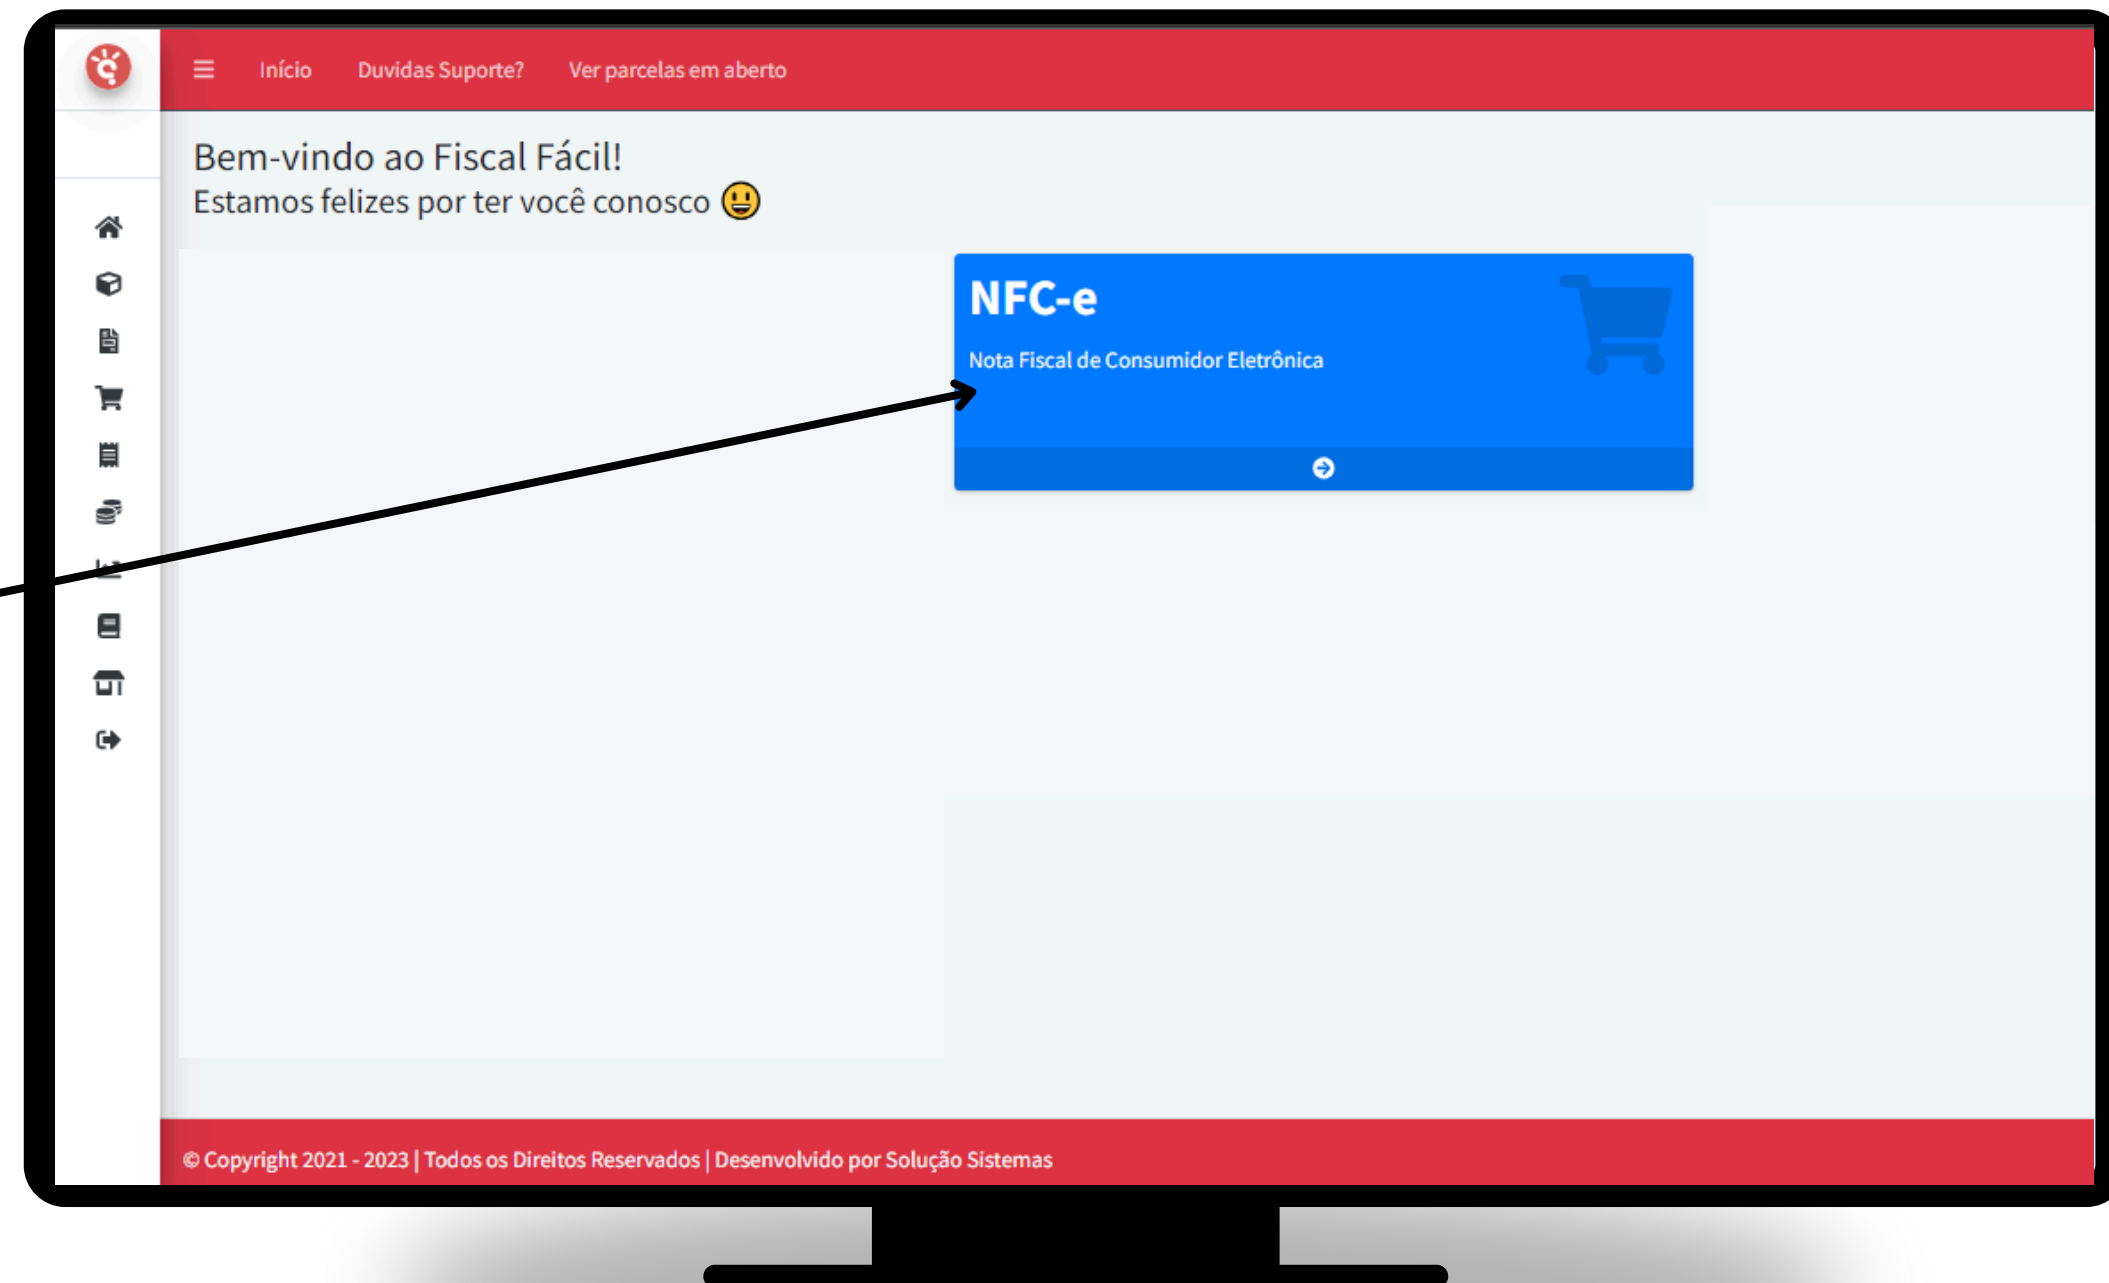 Início Duvidas Suporte? Ver parcelas em aberto
Bem-vindo ao Fiscal Fácil!
Estamos felizes por ter você conosco
NFC-e
Nota Fiscal de Consumidor Eletrônica
© Copyright 2021 - 2023 | Todos os Direitos Reservados | Desenvolvido por Solução Sistemas